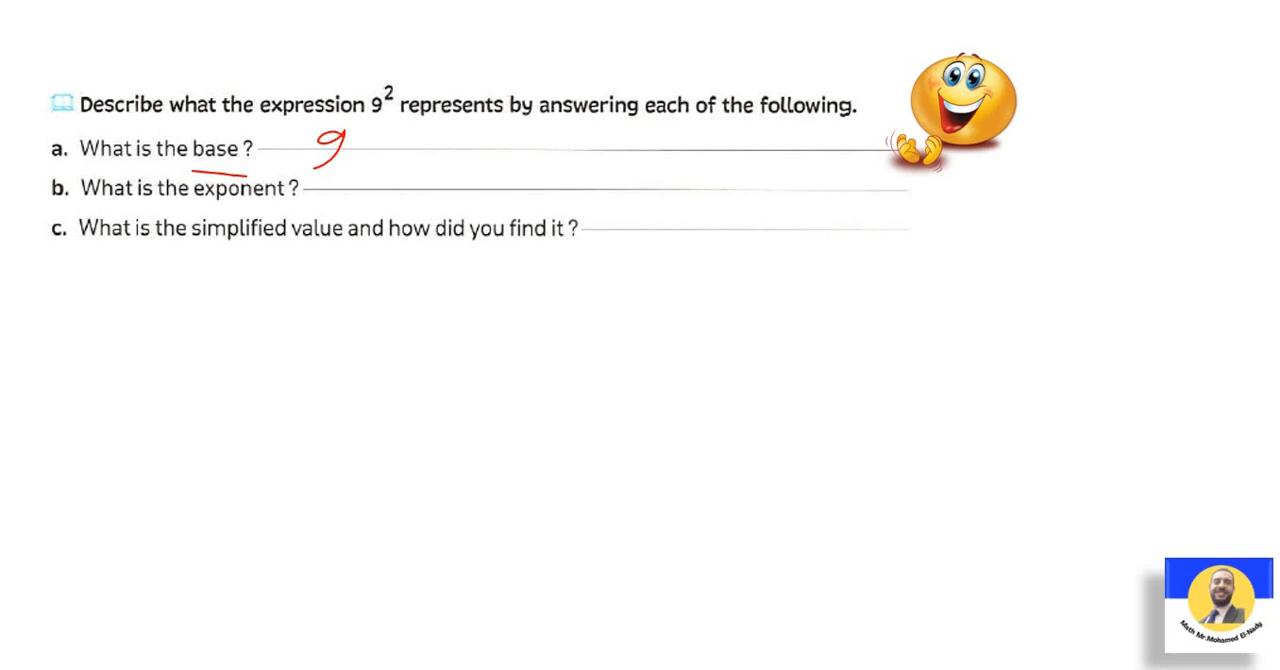 Describe what the expression 9² represents by answering each of the following.
a. What is the base ? 9
b. What is the exponent ?
c. What is the simplified value and how did you find it ?
Math Mr.Mohamed El-Nady